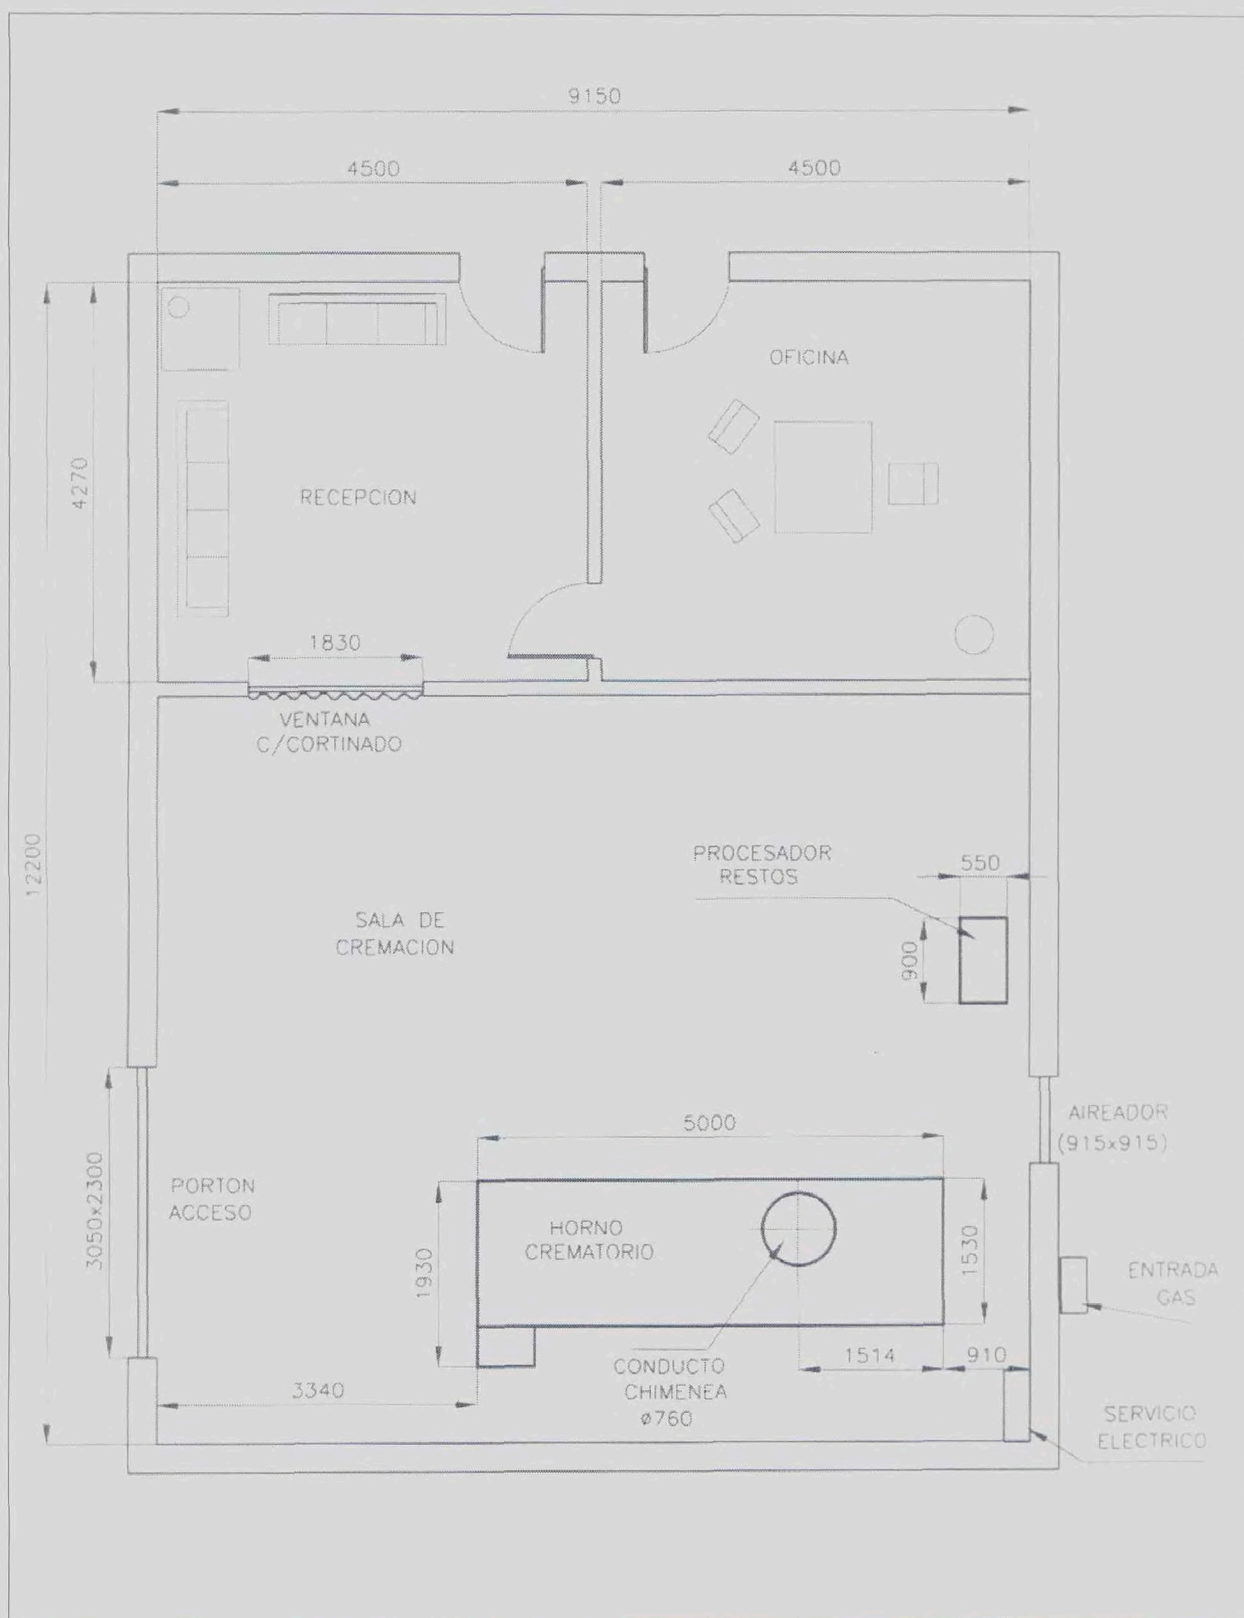 9150
4500
4500
OFICINA
4270
RECEPCION
1830
VENTANA
C/CORTINADO
12200
PROCESADOR
RESTOS
550
SALA DE
CREMACION
900
AIREADOR
(915x915)
5000
3050x2300
PORTON
ACCESO
HORNO
CREMATORIO
1930
1530
ENTRADA
GAS
CONDUCTO
CHIMENEA
ø760
1514
910
3340
SERVICIO
ELECTRICO